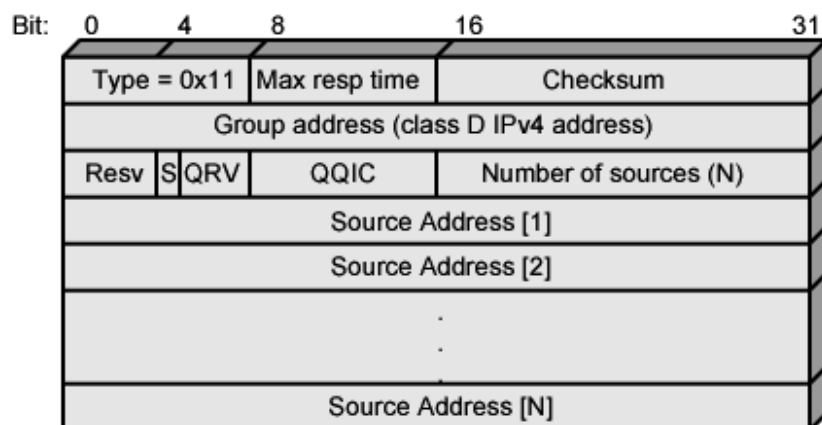 Bit: 0 4 8 16 31
Type = 0x11 Max resp time Checksum
Group address (class D IPv4 address)
Resv S QRV QQIC Number of sources (N)
Source Address [1]
Source Address [2]
.
.
.
Source Address [N]